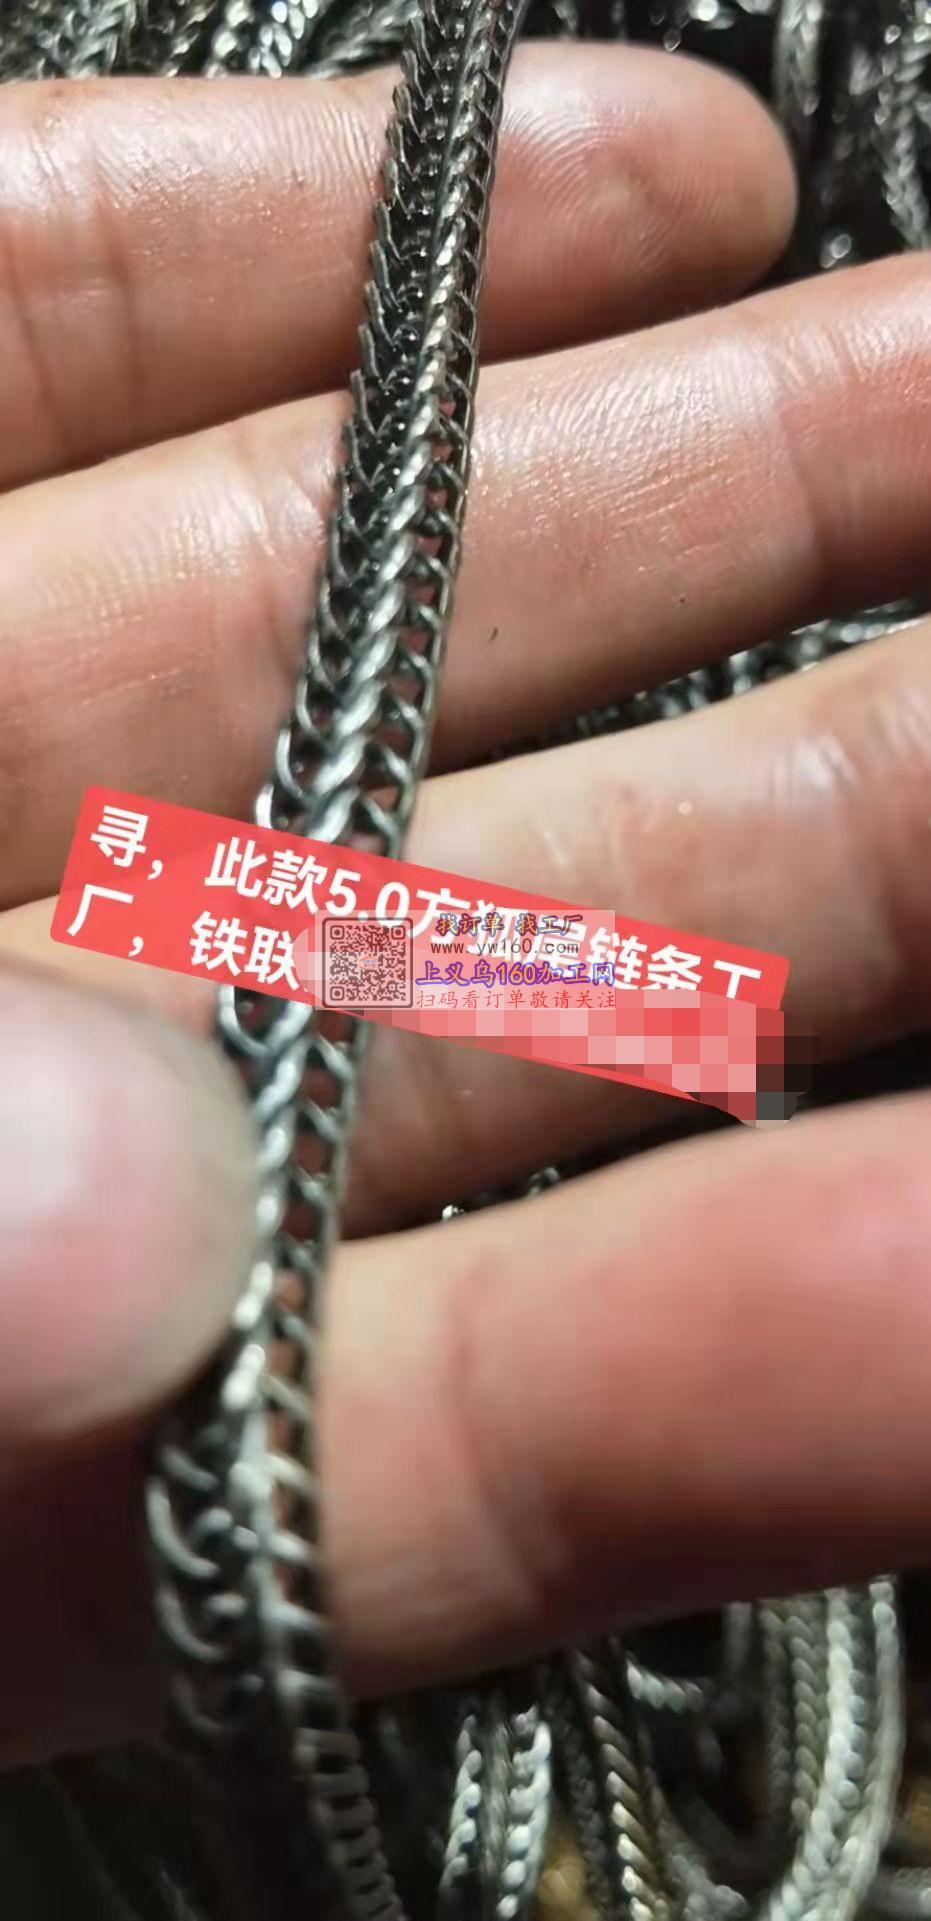 寻，此款5.0方狐尾链条工
厂，铁联
找订单 找工厂
www.yw160.com
上义乌160加工网
扫码看订单敬请关注